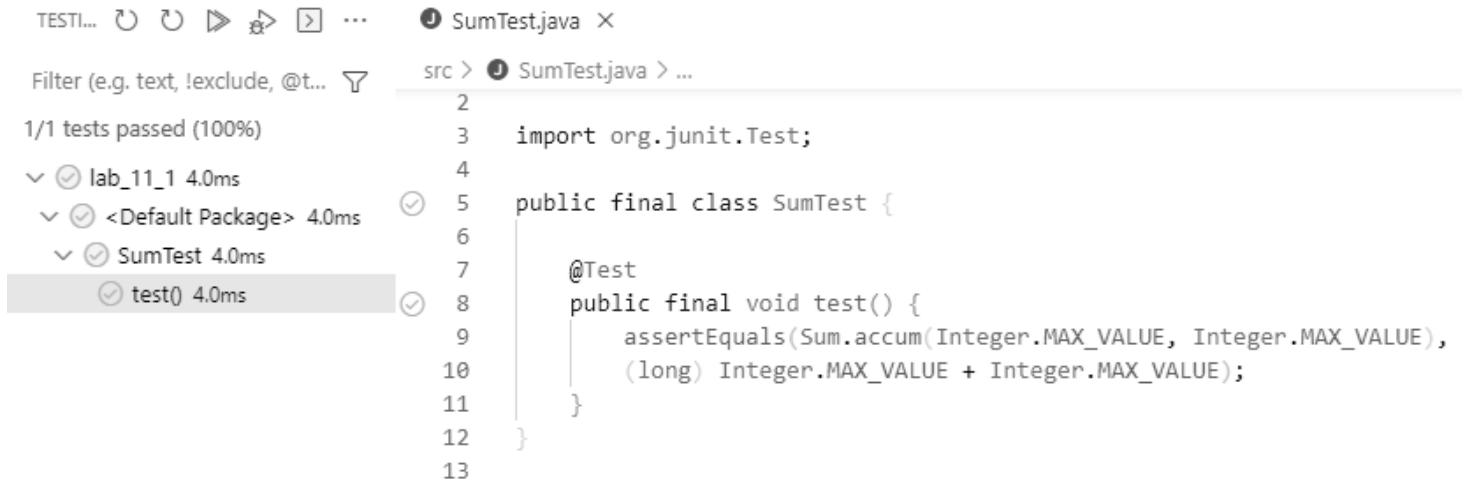 TESTI... ...
Filter (e.g. text, !exclude, @t...
1/1 tests passed (100%)
lab_11_1 4.0ms
<Default Package> 4.0ms
SumTest 4.0ms
test() 4.0ms
J SumTest.java ×
src > J SumTest.java > ...
2
3 import org.junit.Test;
4
5 public final class SumTest {
6
7 @Test
8 public final void test() {
9 assertEquals(Sum.accum(Integer.MAX_VALUE, Integer.MAX_VALUE),
10 (long) Integer.MAX_VALUE + Integer.MAX_VALUE);
11 }
12 }
13